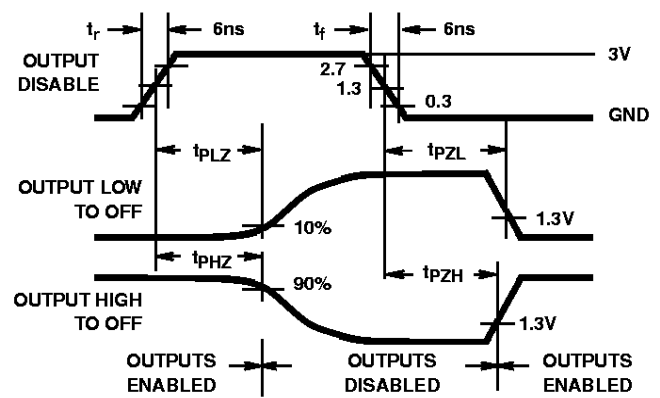 tr 6ns tf 6ns
OUTPUT
DISABLE
3V
2.7
1.3
0.3
GND
tPLZ tPZL
OUTPUT LOW
TO OFF
10% 1.3V
tPHZ tPZH
OUTPUT HIGH
TO OFF
90%
1.3V
OUTPUTS
ENABLED
OUTPUTS
DISABLED
OUTPUTS
ENABLED